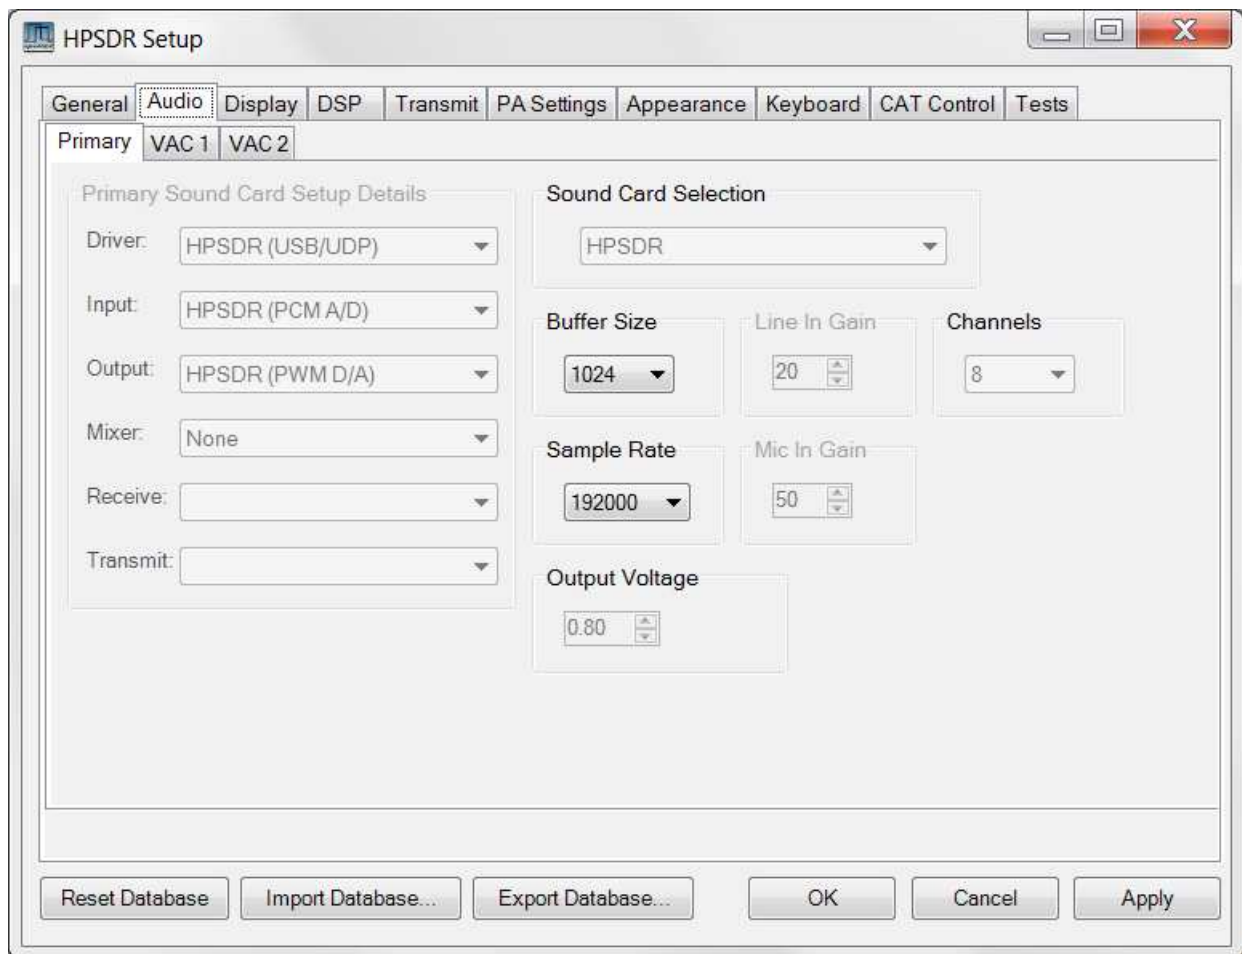 HPSDR Setup
General Audio Display DSP Transmit PA Settings Appearance Keyboard CAT Control Tests
Primary VAC 1 VAC 2
Primary Sound Card Setup Details
Driver: HPSDR (USB/UDP)
Input: HPSDR (PCM A/D)
Output: HPSDR (PWM D/A)
Mixer: None
Receive:
Transmit:
Sound Card Selection
HPSDR
Buffer Size
1024
Line In Gain
20
Channels
8
Sample Rate
192000
Mic In Gain
50
Output Voltage
0.80
Reset Database Import Database... Export Database... OK Cancel Apply